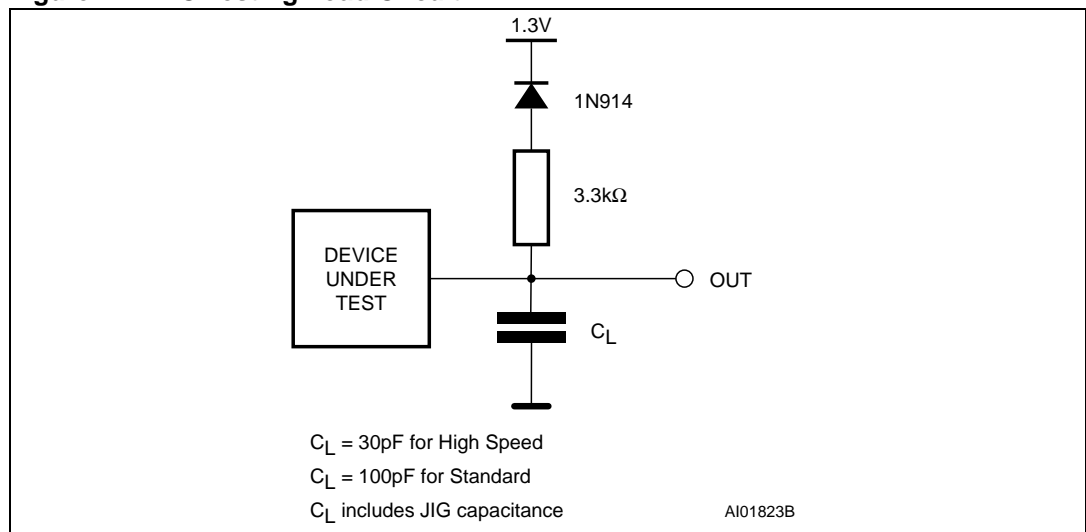 1.3V
1N914
3.3kΩ
DEVICE
UNDER
TEST
OUT
CL
CL = 30pF for High Speed
CL = 100pF for Standard
CL includes JIG capacitance
AI01823B